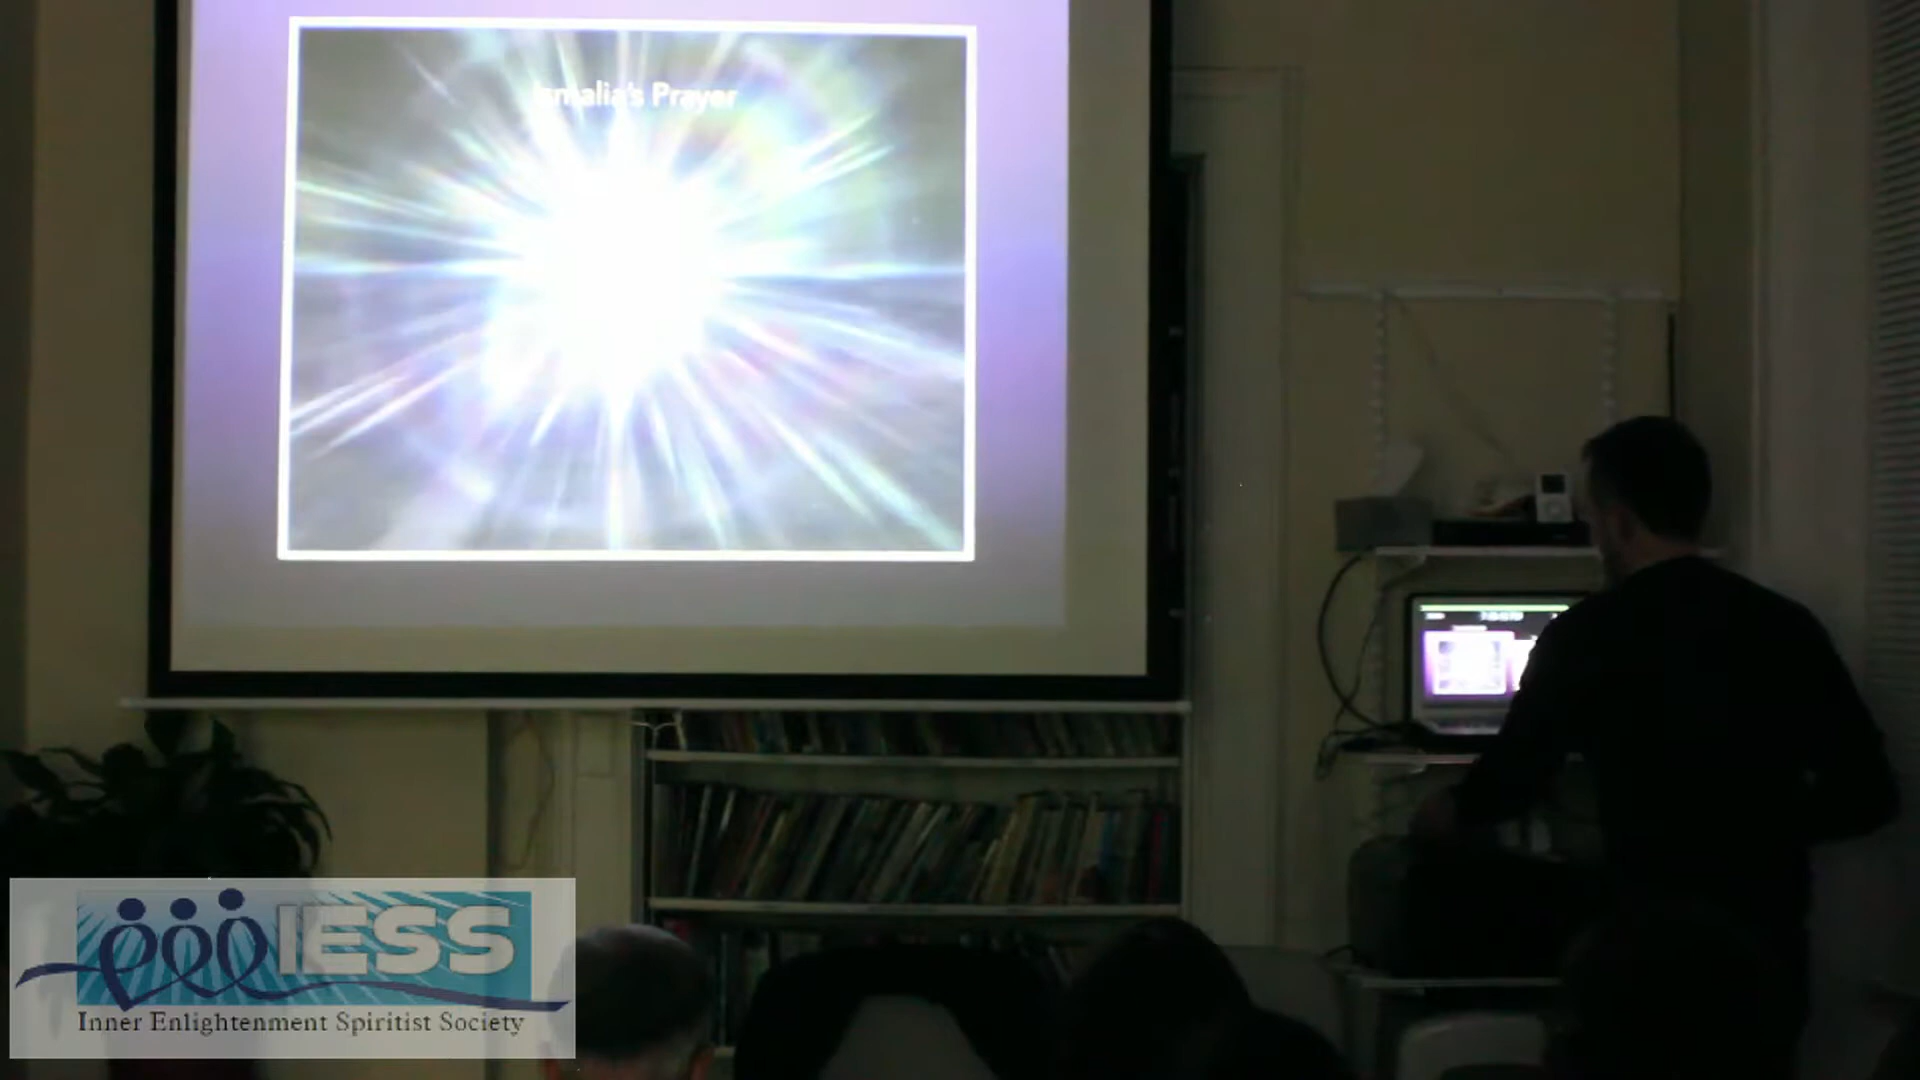 Ismalia's Prayer
IESS
Inner Enlightenment Spiritist Society